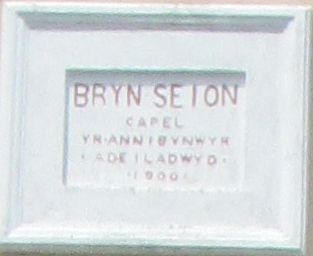 BRYN SEION
CAPEL
YR·ANNIBYNWYR
·ADEILADWYD·
·1900·